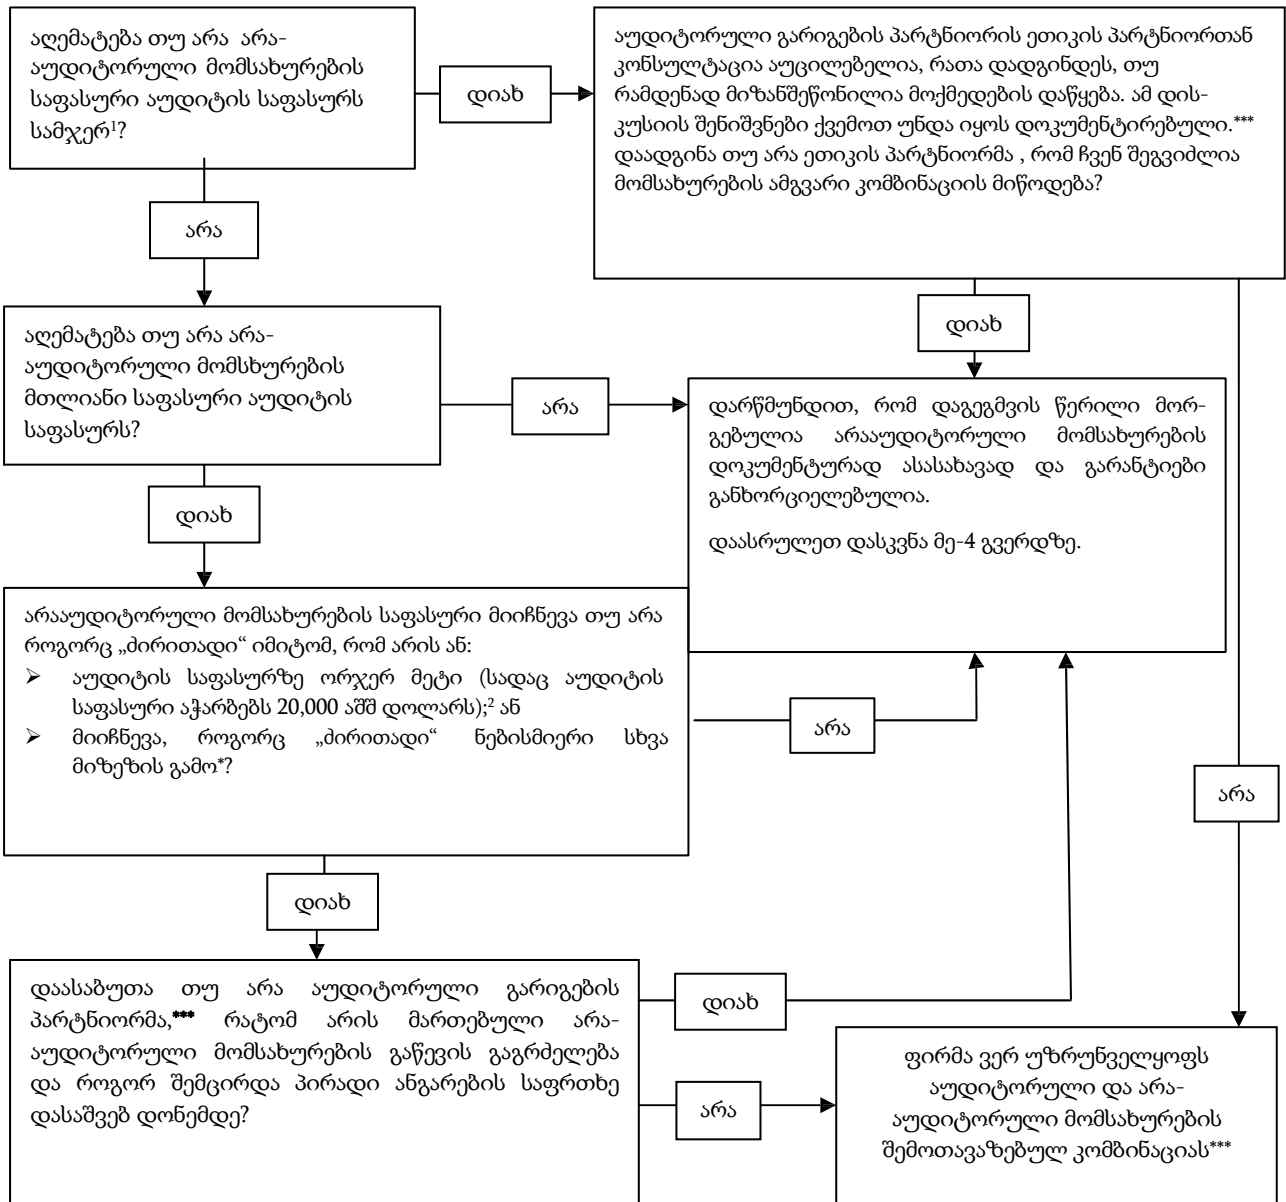 აღემატება თუ არა არა-
აუდიტორული მომსახურების
საფასური აუდიტის საფასურს
სამჯერ¹?
დიახ
აუდიტორული გარიგების პარტნიორის ეთიკის პარტნიორთან
კონსულტაცია აუცილებელია, რათა დადგინდეს, თუ
რამდენად მიზანშეწონილია მოქმედების დაწყება. ამ დის-
კუსიის შენიშვნები ქვემოთ უნდა იყოს დოკუმენტირებული.***
დაადგინა თუ არა ეთიკის პარტნიორმა , რომ ჩვენ შეგვიძლია
მომსახურების ამგვარი კომბინაციის მიწოდება?
არა
დიახ
აღემატება თუ არა არა-
აუდიტორული მომსხურების
მთლიანი საფასური აუდიტის
საფასურს?
არა
დარწმუნდით, რომ დაგეგმვის წერილი მორ-
გებულია არააუდიტორული მომსახურების
დოკუმენტურად ასასახავად და გარანტიები
განხორციელებულია.
დაასრულეთ დასკვნა მე-4 გვერდზე.
დიახ
არააუდიტორული მომსახურების საფასური მიიჩნევა თუ არა
როგორც „ძირითადი“ იმიტომ, რომ არის ან:
➢ აუდიტის საფასურზე ორჯერ მეტი (სადაც აუდიტის
საფასური აჭარბებს 20,000 აშშ დოლარს);² ან
➢ მიიჩნევა, როგორც „ძირითადი“ ნებისმიერი სხვა
მიზეზის გამო*?
არა
არა
დიახ
დაასაბუთა თუ არა აუდიტორული გარიგების
პარტნიორმა,*** რატომ არის მართებული არა-
აუდიტორული მომსახურების გაწევის გაგრძელება
და როგორ შემცირდა პირადი ანგარების საფრთხე
დასაშვებ დონემდე?
დიახ
არა
ფირმა ვერ უზრუნველყოფს
აუდიტორული და არა-
აუდიტორული მომსახურების
შემოთავაზებულ კომბინაციას***